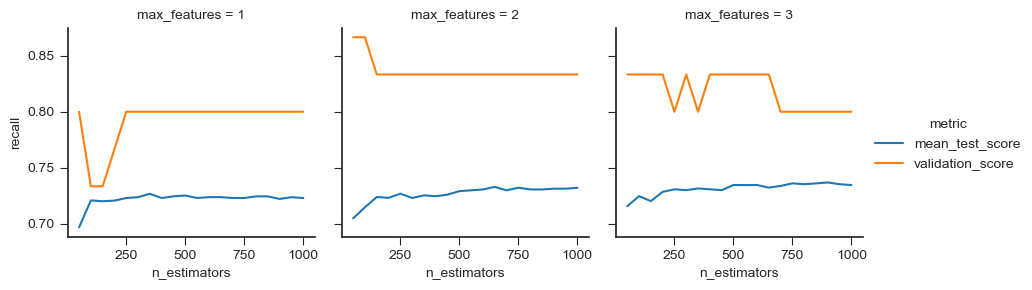 max_features = 1
max_features = 2
max_features = 3
recall
0.85
0.80
0.75
0.70
250 500 750 1000
250 500 750 1000
250 500 750 1000
n_estimators
n_estimators
n_estimators
metric
mean_test_score
validation_score